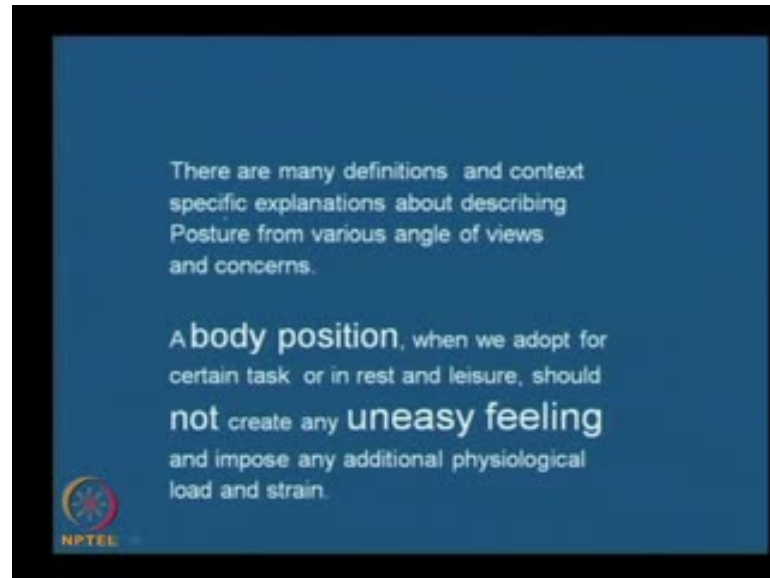 There are many definitions and context
specific explanations about describing
Posture from various angle of views
and concerns.
A body position, when we adopt for
certain task or in rest and leisure, should
not create any uneasy feeling
and impose any additional physiological
load and strain.
NPTEL